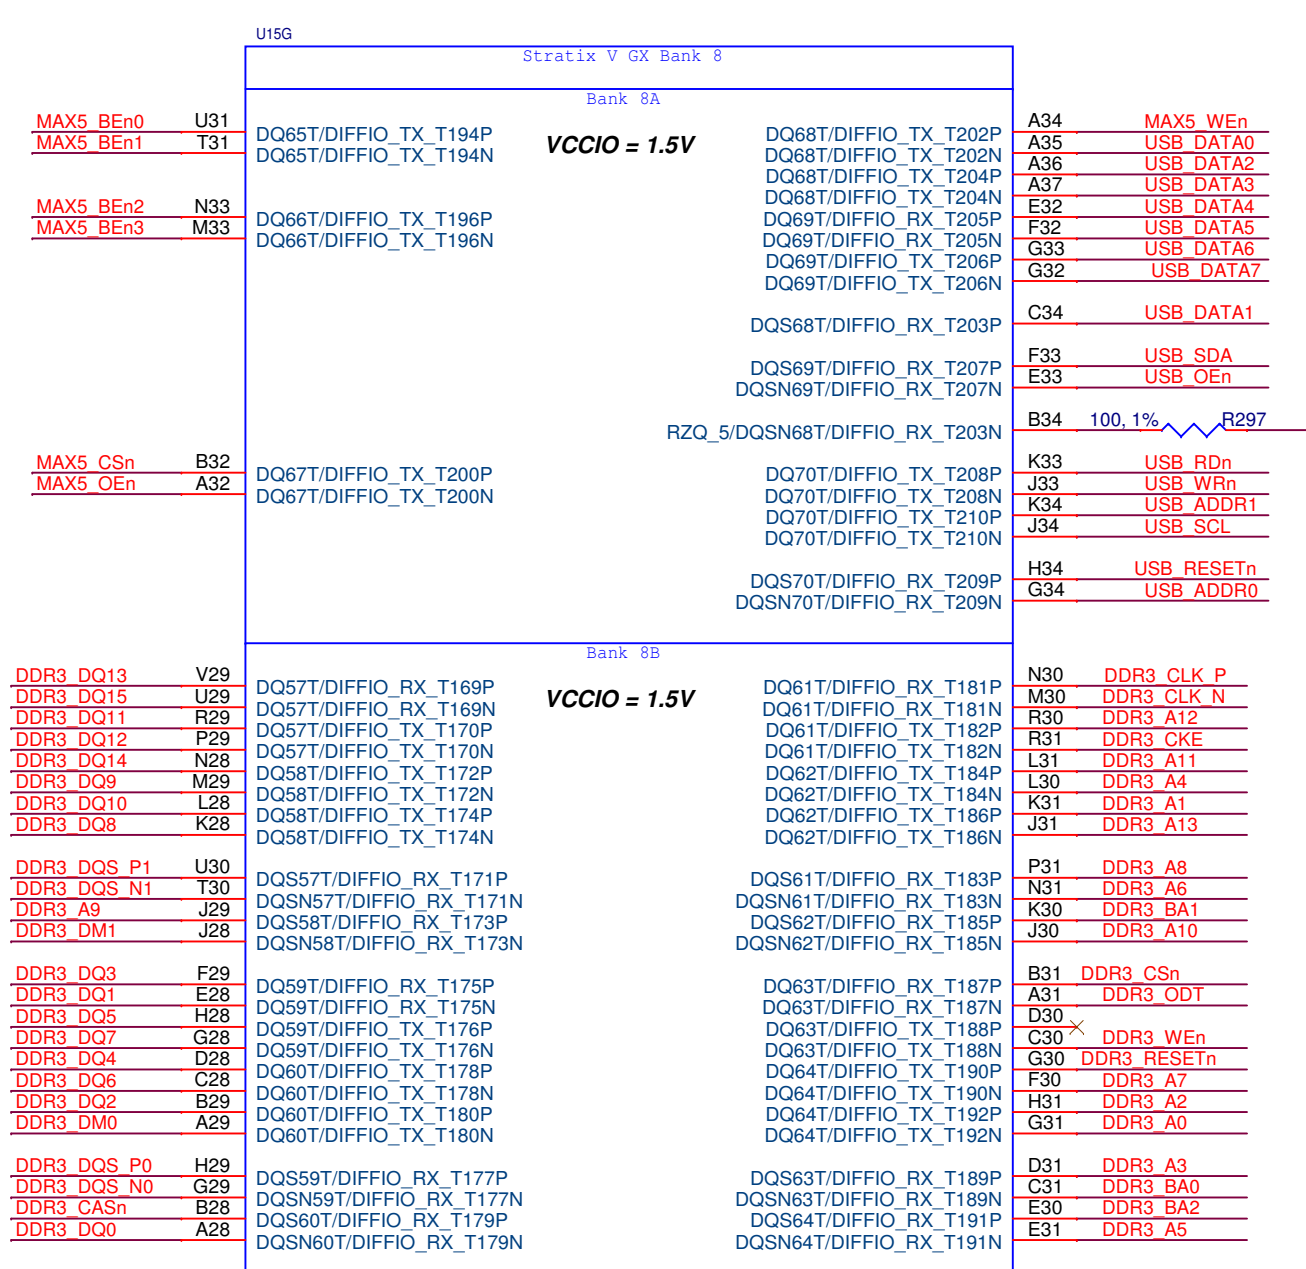 U15G
Stratix V GX Bank 8
Bank 8A
VCCIO = 1.5V
MAX5_BEn0 U31 DQ65T/DIFFIO_TX_T194P
MAX5_BEn1 T31 DQ65T/DIFFIO_TX_T194N
MAX5_BEn2 N33 DQ66T/DIFFIO_TX_T196P
MAX5_BEn3 M33 DQ66T/DIFFIO_TX_T196N
MAX5_CSn B32 DQ67T/DIFFIO_TX_T200P
MAX5_OEn A32 DQ67T/DIFFIO_TX_T200N
DQ68T/DIFFIO_TX_T202P A34 MAX5_WEn
DQ68T/DIFFIO_TX_T202N A35 USB_DATA0
DQ68T/DIFFIO_TX_T204P A36 USB_DATA2
DQ68T/DIFFIO_TX_T204N A37 USB_DATA3
DQ69T/DIFFIO_TX_T205P E32 USB_DATA4
DQ69T/DIFFIO_TX_T205N F32 USB_DATA5
DQ69T/DIFFIO_TX_T206P G33 USB_DATA6
DQ69T/DIFFIO_TX_T206N G32 USB_DATA7
DQS68T/DIFFIO_RX_T203P C34 USB_DATA1
DQS69T/DIFFIO_RX_T207P F33 USB_SDA
DQSN69T/DIFFIO_RX_T207N E33 USB_OEn
RZQ_5/DQSN68T/DIFFIO_RX_T203N B34 100, 1% R297
DQ70T/DIFFIO_TX_T208P K33 USB_RDn
DQ70T/DIFFIO_TX_T208N J33 USB_WRn
DQ70T/DIFFIO_TX_T210P K34 USB_ADDR1
DQ70T/DIFFIO_TX_T210N J34 USB_SCL
DQS70T/DIFFIO_RX_T209P H34 USB_RESETn
DQSN70T/DIFFIO_RX_T209N G34 USB_ADDR0
Bank 8B
VCCIO = 1.5V
DDR3_DQ13 V29 DQ57T/DIFFIO_RX_T169P
DDR3_DQ15 U29 DQ57T/DIFFIO_RX_T169N
DDR3_DQ11 R29 DQ57T/DIFFIO_TX_T170P
DDR3_DQ12 P29 DQ57T/DIFFIO_TX_T170N
DDR3_DQ14 N28 DQ58T/DIFFIO_TX_T172P
DDR3_DQ9 M29 DQ58T/DIFFIO_TX_T172N
DDR3_DQ10 L28 DQ58T/DIFFIO_TX_T174P
DDR3_DQ8 K28 DQ58T/DIFFIO_TX_T174N
DDR3_DQS_P1 U30 DQS57T/DIFFIO_RX_T171P
DDR3_DQS_N1 T30 DQSN57T/DIFFIO_RX_T171N
DDR3_A9 J29 DQS58T/DIFFIO_RX_T173P
DDR3_DM1 J28 DQSN58T/DIFFIO_RX_T173N
DDR3_DQ3 F29 DQ59T/DIFFIO_RX_T175P
DDR3_DQ1 E28 DQ59T/DIFFIO_RX_T175N
DDR3_DQ5 H28 DQ59T/DIFFIO_TX_T176P
DDR3_DQ7 G28 DQ59T/DIFFIO_TX_T176N
DDR3_DQ4 D28 DQ60T/DIFFIO_TX_T178P
DDR3_DQ6 C28 DQ60T/DIFFIO_TX_T178N
DDR3_DQ2 B29 DQ60T/DIFFIO_TX_T180P
DDR3_DM0 A29 DQ60T/DIFFIO_TX_T180N
DDR3_DQS_P0 H29 DQS59T/DIFFIO_RX_T177P
DDR3_DQS_N0 G29 DQSN59T/DIFFIO_RX_T177N
DDR3_CASn B28 DQS60T/DIFFIO_RX_T179P
DDR3_DQ0 A28 DQSN60T/DIFFIO_RX_T179N
DQ61T/DIFFIO_TX_T181P N30 DDR3_CLK_P
DQ61T/DIFFIO_RX_T181N M30 DDR3_CLK_N
DQ61T/DIFFIO_TX_T182P R30 DDR3_A12
DQ61T/DIFFIO_TX_T182N R31 DDR3_CKE
DQ62T/DIFFIO_TX_T184P L31 DDR3_A11
DQ62T/DIFFIO_TX_T184N L30 DDR3_A4
DQ62T/DIFFIO_TX_T186P K31 DDR3_A1
DQ62T/DIFFIO_TX_T186N J31 DDR3_A13
DQS61T/DIFFIO_RX_T183P P31 DDR3_A8
DQSN61T/DIFFIO_RX_T183N N31 DDR3_A6
DQS62T/DIFFIO_RX_T185P K30 DDR3_BA1
DQSN62T/DIFFIO_RX_T185N J30 DDR3_A10
DQ63T/DIFFIO_RX_T187P B31 DDR3_CSn
DQ63T/DIFFIO_RX_T187N A31 DDR3_ODT
DQ63T/DIFFIO_TX_T188P D30
DQ63T/DIFFIO_TX_T188N C30 DDR3_WEn
DQ64T/DIFFIO_TX_T190P G30 DDR3_RESETn
DQ64T/DIFFIO_TX_T190N F30 DDR3_A7
DQ64T/DIFFIO_TX_T192P H31 DDR3_A2
DQ64T/DIFFIO_TX_T192N G31 DDR3_A0
DQS63T/DIFFIO_RX_T189P D31 DDR3_A3
DQSN63T/DIFFIO_RX_T189N C31 DDR3_BA0
DQS64T/DIFFIO_RX_T191P E30 DDR3_BA2
DQSN64T/DIFFIO_RX_T191N E31 DDR3_A5